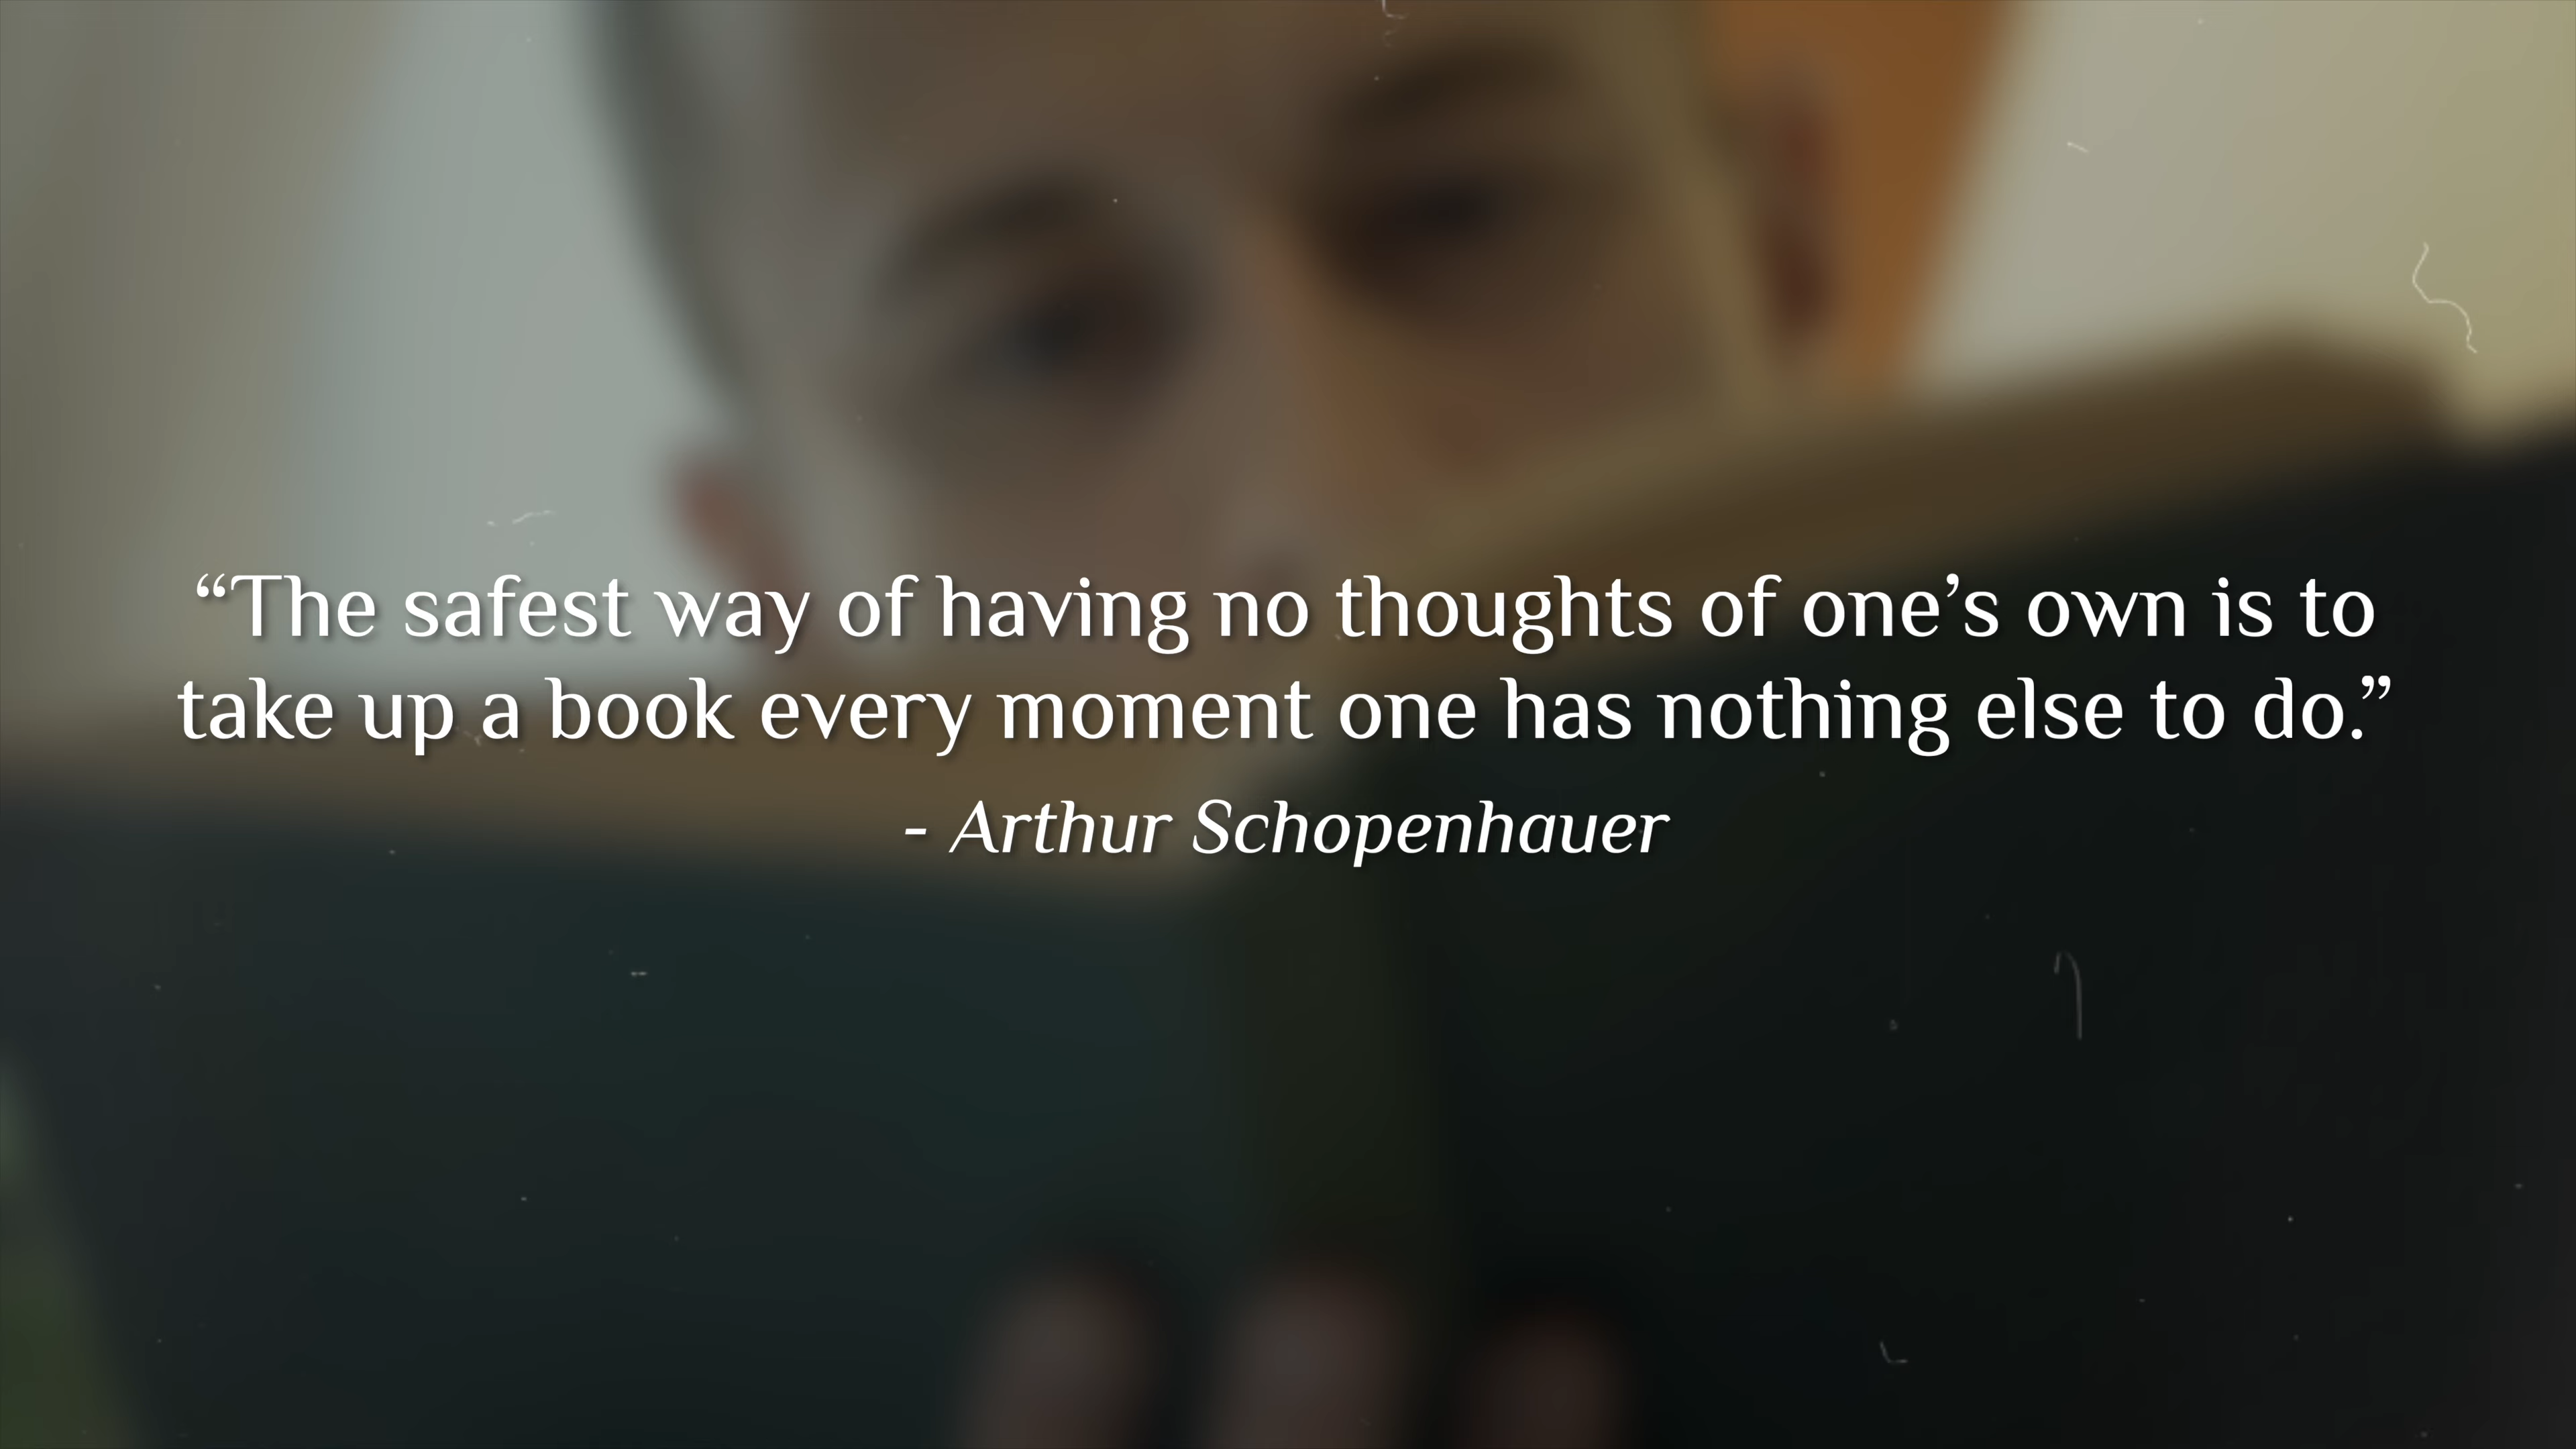 “The safest way of having no thoughts of one’s own is to
take up a book every moment one has nothing else to do.”
- Arthur Schopenhauer